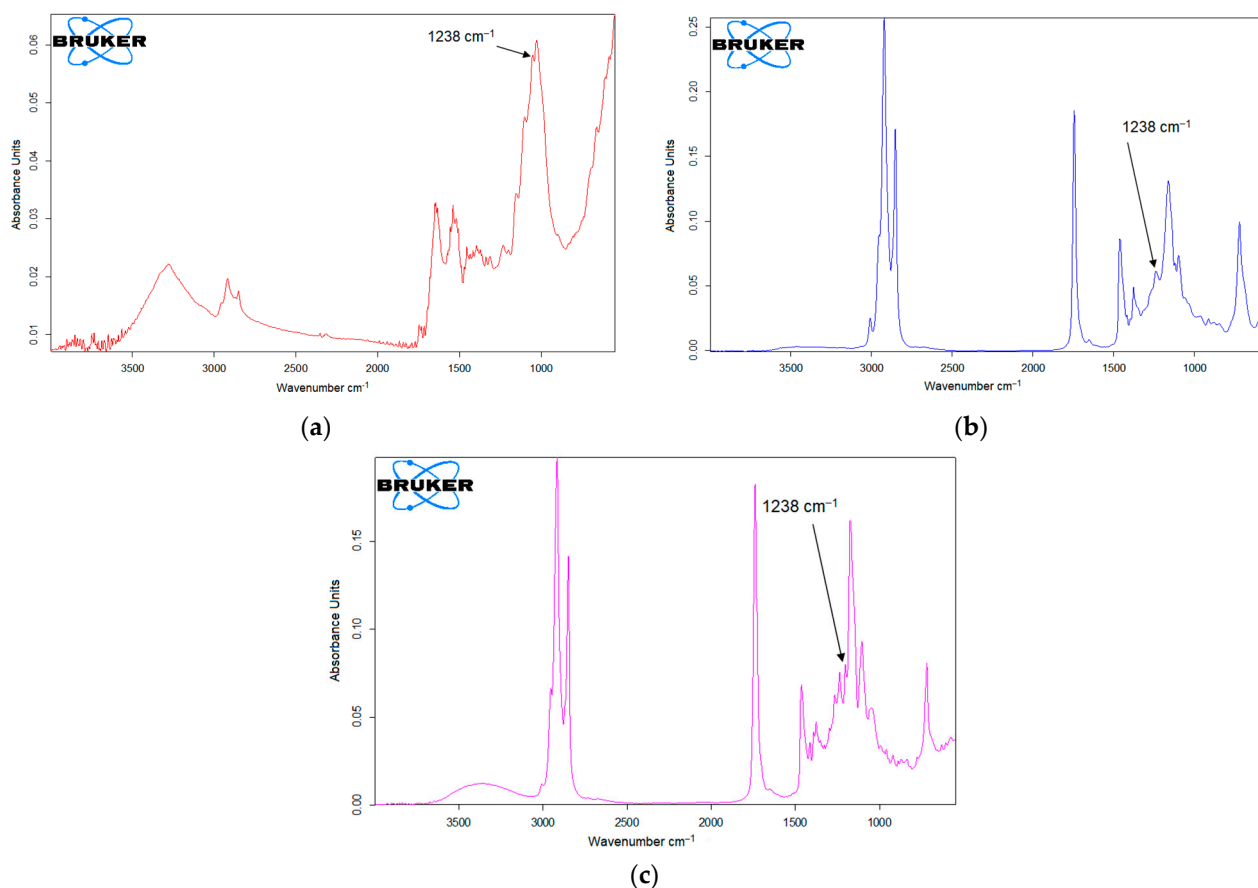 BRUKER
1238 cm⁻¹
Absorbance Units
0.06
0.05
0.04
0.03
0.02
0.01
3500 3000 2500 2000 1500 1000
Wavenumber cm⁻¹
(a)
BRUKER
1238 cm⁻¹
Absorbance Units
0.25
0.20
0.15
0.10
0.05
0.00
3500 3000 2500 2000 1500 1000
Wavenumber cm⁻¹
(b)
BRUKER
1238 cm⁻¹
Absorbance Units
0.15
0.10
0.05
0.00
3500 3000 2500 2000 1500 1000
Wavenumber cm⁻¹
(c)